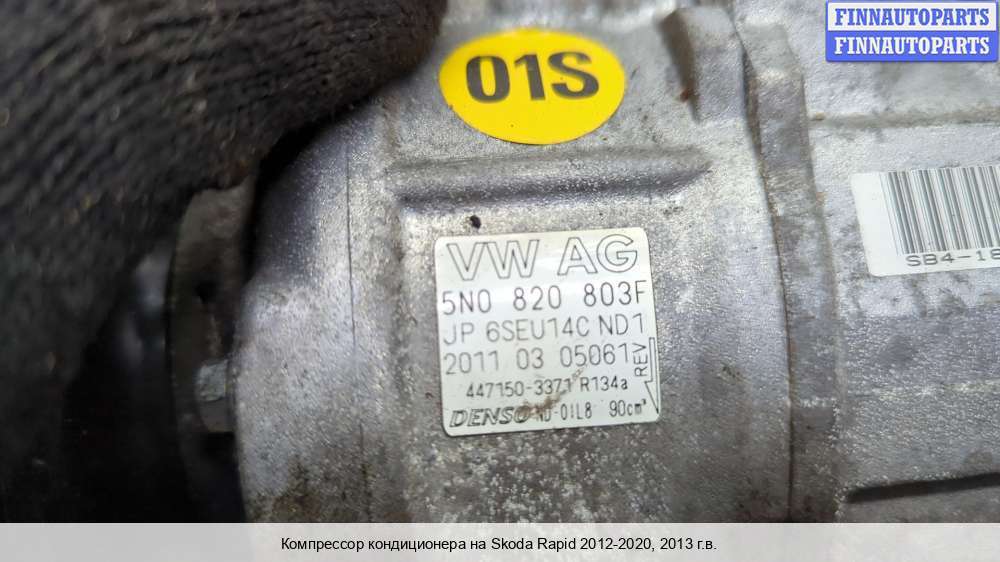 FINNAUTOPARTS
FINNAUTOPARTS
01S
VW AG
5N0 820 803F
JP 6SEU14C ND1
2011 03 05061
REV
447150-3371 R134a
DENSO ND-OIL8 90cm³
SB4-18
Компрессор кондиционера на Skoda Rapid 2012-2020, 2013 г.в.